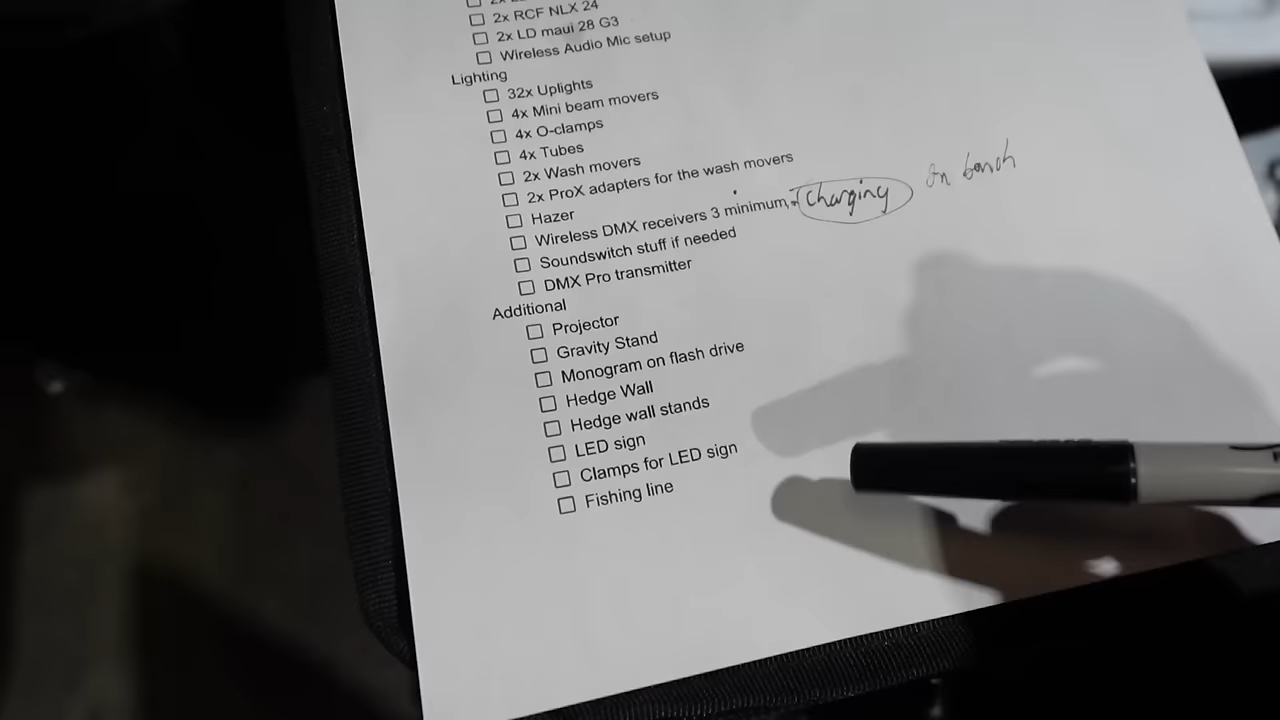 2x RCF NLX 24
2x LD maui 28 G3
Wireless Audio Mic setup
Lighting
32x Uplights
4x Mini beam movers
4x O-clamps
4x Tubes
2x Wash movers
2x ProX adapters for the wash movers
Hazer
Wireless DMX receivers 3 minimum, charging On bench
Soundswitch stuff if needed
DMX Pro transmitter
Additional
Projector
Gravity Stand
Monogram on flash drive
Hedge Wall
Hedge wall stands
LED sign
Clamps for LED sign
Fishing line